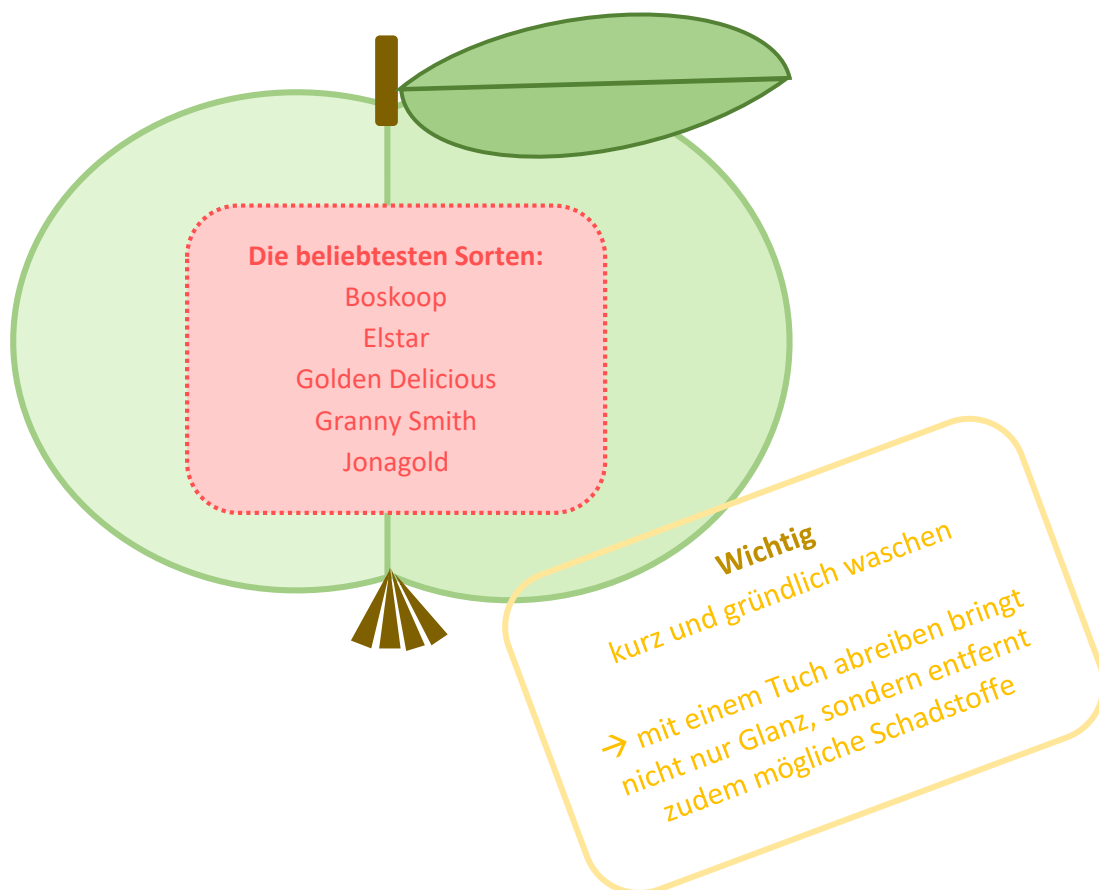 Die beliebtesten Sorten:
Boskoop
Elstar
Golden Delicious
Granny Smith
Jonagold
Wichtig
kurz und gründlich waschen
→ mit einem Tuch abreiben bringt
nicht nur Glanz, sondern entfernt
zudem mögliche Schadstoffe